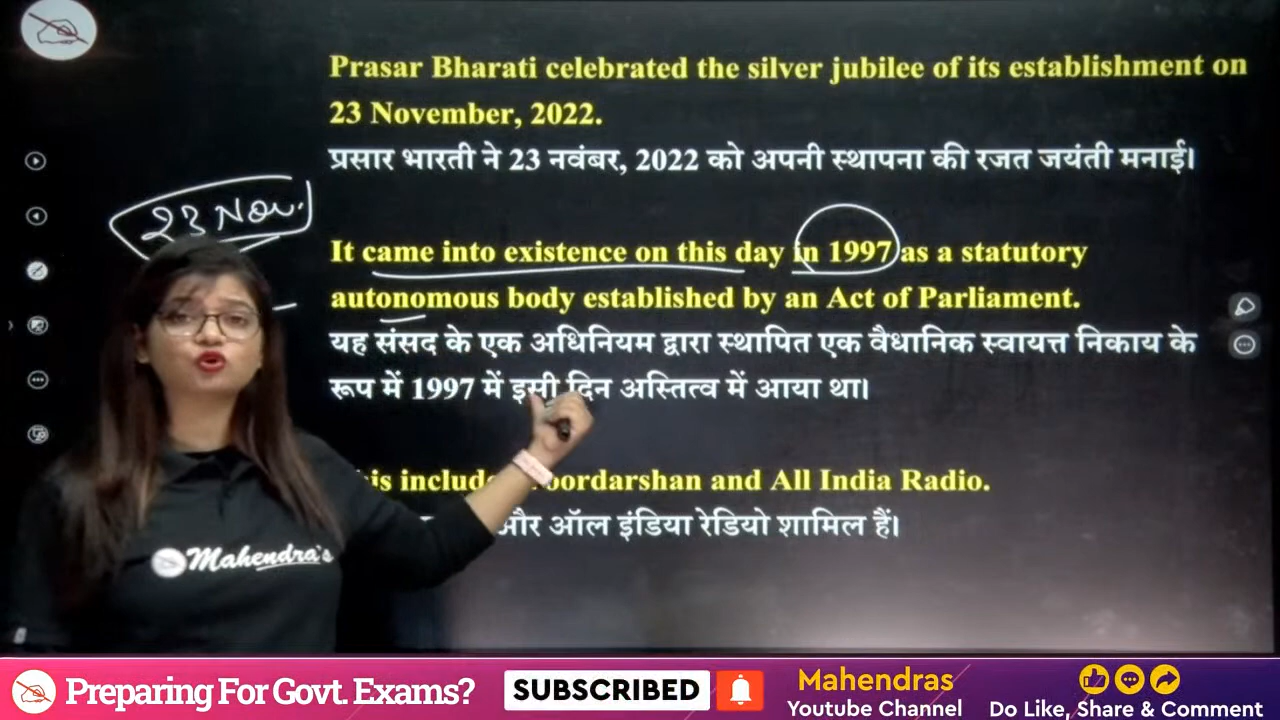 Prasar Bharati celebrated the silver jubilee of its establishment on
23 November, 2022.
प्रसार भारती ने 23 नवंबर, 2022 को अपनी स्थापना की रजत जयंती मनाई।
23 Nov.
It came into existence on this day in 1997 as a statutory
autonomous body established by an Act of Parliament.
यह संसद के एक अधिनियम द्वारा स्थापित एक वैधानिक स्वायत्त निकाय के
रूप में 1997 में इसी दिन अस्तित्व में आया था।
and All India Radio.
और ऑल इंडिया रेडियो शामिल हैं।
Mahendra's
Preparing For Govt. Exams?
SUBSCRIBED
Mahendras
Youtube Channel
Do Like, Share & Comment